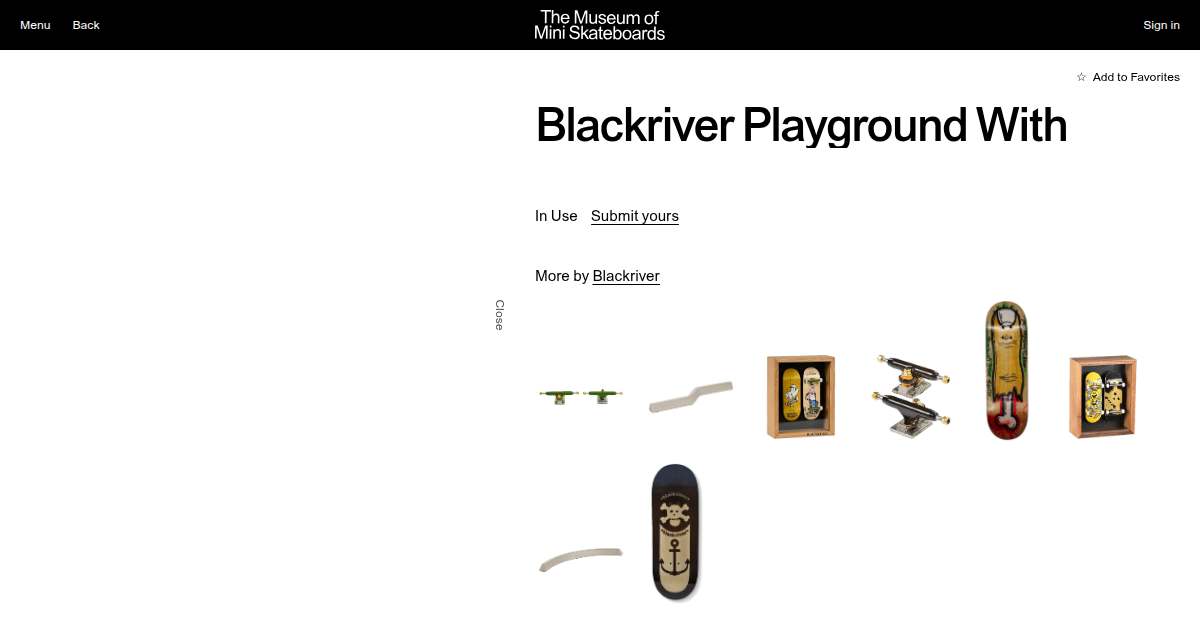 Menu
Back
The Museum of
Mini Skateboards
Sign in
☆ Add to Favorites
Blackriver Playground With
In Use
Submit yours
More by Blackriver
Close